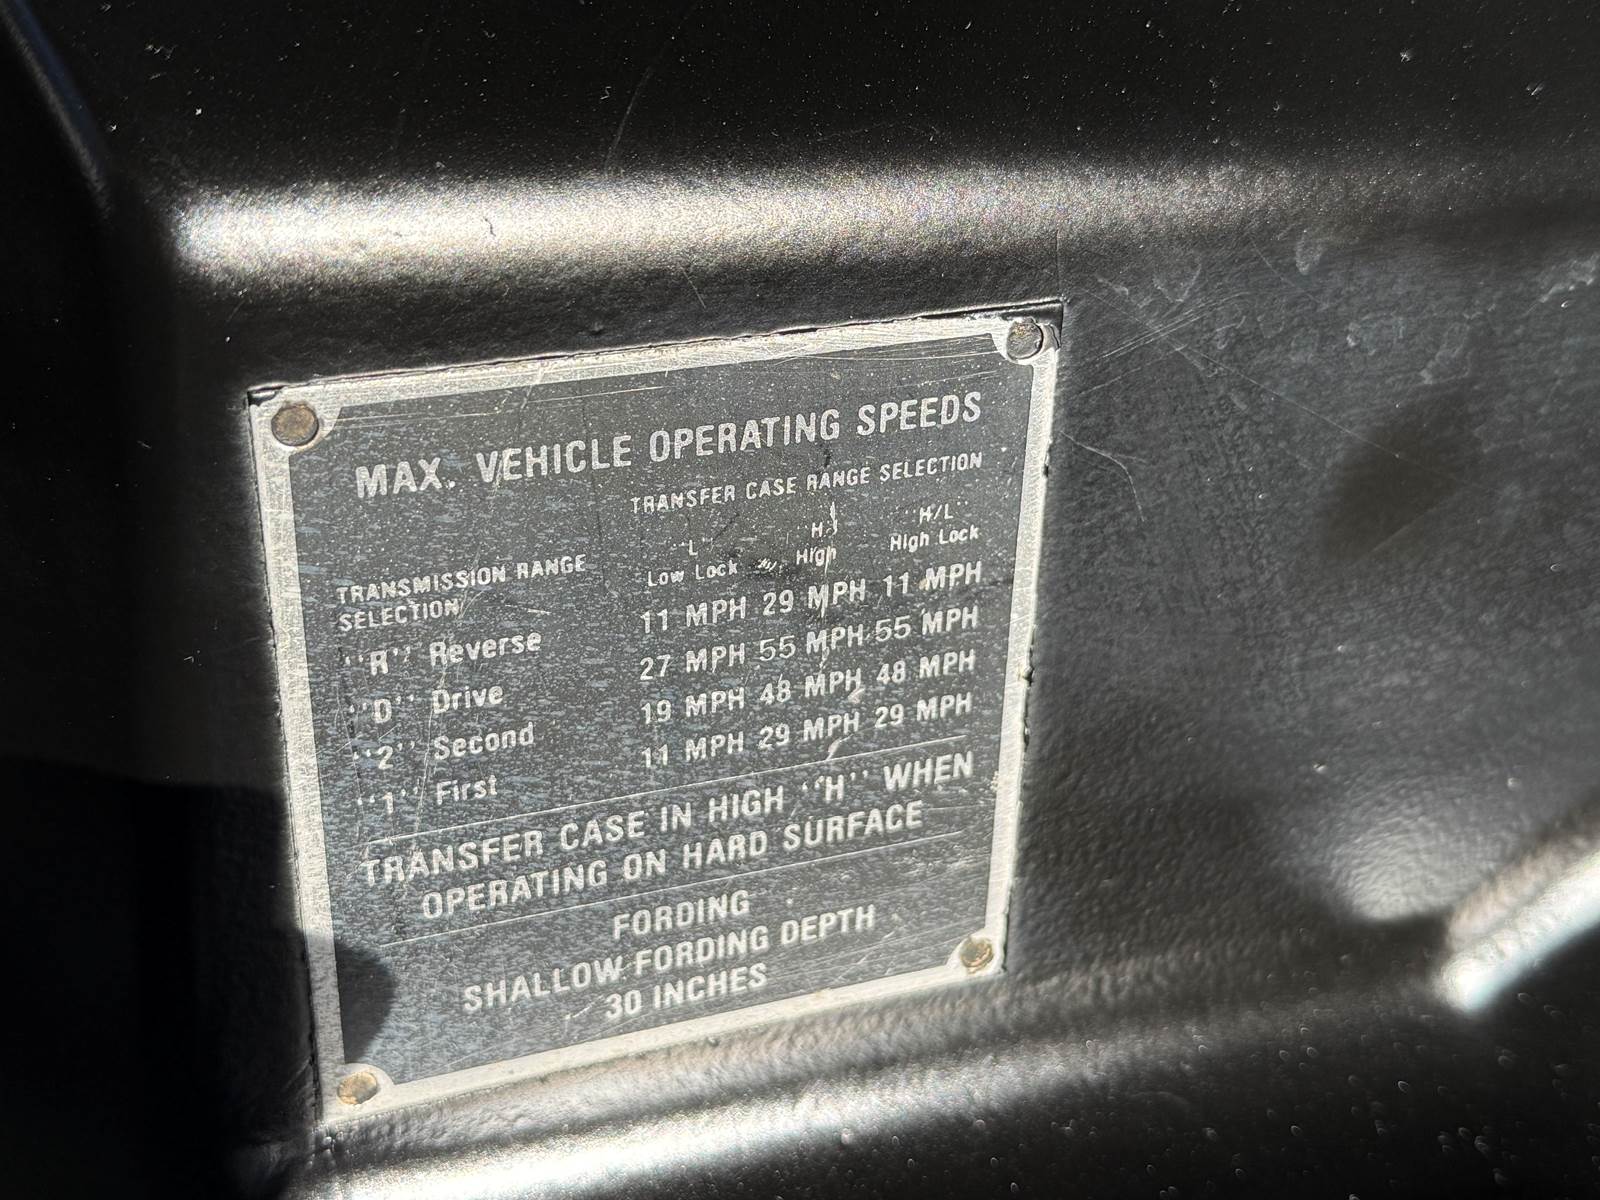 MAX. VEHICLE OPERATING SPEEDS
TRANSFER CASE RANGE SELECTION
"L" "H" "H/L"
TRANSMISSION RANGE Low Lock High High Lock
SELECTION
"R" Reverse 11 MPH 29 MPH 11 MPH
"D" Drive 27 MPH 55 MPH 55 MPH
"2" Second 19 MPH 48 MPH 48 MPH
"1" First 11 MPH 29 MPH 29 MPH
TRANSFER CASE IN HIGH "H" WHEN
OPERATING ON HARD SURFACE
FORDING
SHALLOW FORDING DEPTH
30 INCHES